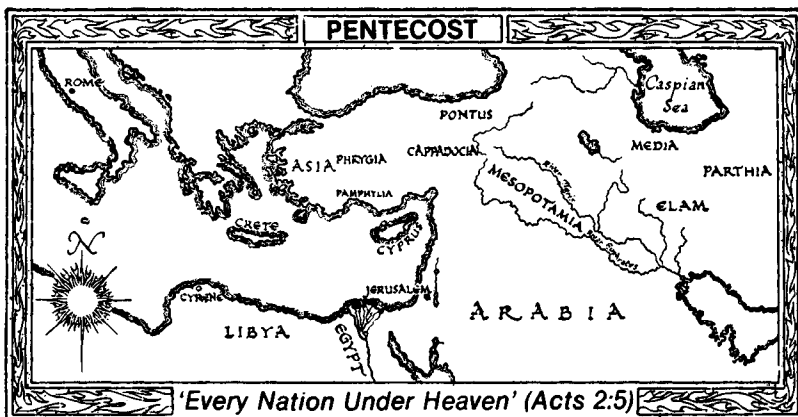 PENTECOST
ROME
Caspian
Sea
PONTUS
ASIA
PHRYGIA
CAPPADOCIA
MEDIA
PARTHIA
PAMPHYLIA
MESOPOTAMIA
ELAM
CRETE
CYPRUS
N
CYRENE
JERUSALEM
LIBYA
EGYPT
ARABIA
'Every Nation Under Heaven' (Acts 2:5)